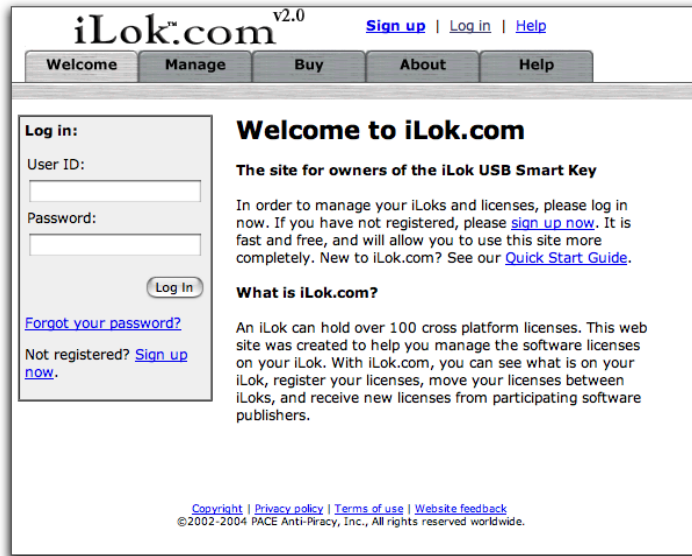 iLok™.com v2.0
Sign up | Log in | Help
Welcome Manage Buy About Help
Log in:
User ID:
Password:
Log In
Forgot your password?
Not registered? Sign up
now.
Welcome to iLok.com
The site for owners of the iLok USB Smart Key
In order to manage your iLoks and licenses, please log in
now. If you have not registered, please sign up now. It is
fast and free, and will allow you to use this site more
completely. New to iLok.com? See our Quick Start Guide.
What is iLok.com?
An iLok can hold over 100 cross platform licenses. This web
site was created to help you manage the software licenses
on your iLok. With iLok.com, you can see what is on your
iLok, register your licenses, move your licenses between
iLoks, and receive new licenses from participating software
publishers.
Copyright | Privacy policy | Terms of use | Website feedback
©2002-2004 PACE Anti-Piracy, Inc., All rights reserved worldwide.